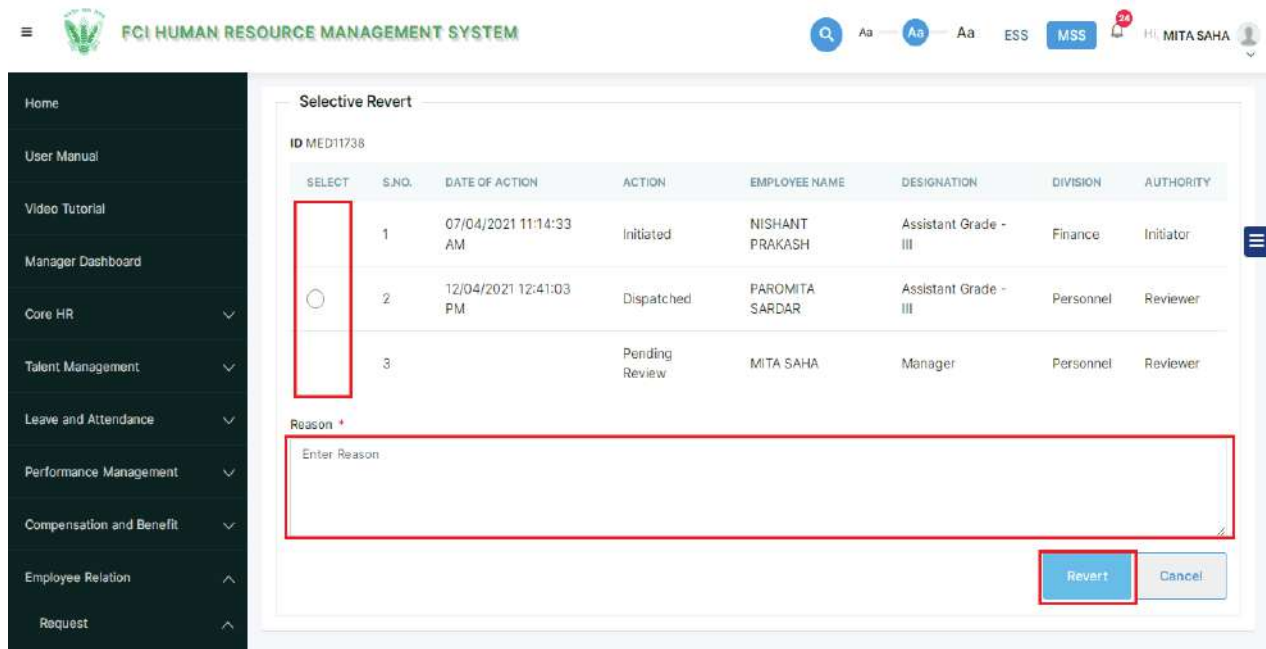 FCI HUMAN RESOURCE MANAGEMENT SYSTEM
Aa Aa Aa ESS MSS 24 Hi, MITA SAHA
Home
User Manual
Video Tutorial
Manager Dashboard
Core HR
Talent Management
Leave and Attendance
Performance Management
Compensation and Benefit
Employee Relation
Request
Selective Revert
ID MED11738
SELECT S.NO. DATE OF ACTION ACTION EMPLOYEE NAME DESIGNATION DIVISION AUTHORITY
1 07/04/2021 11:14:33 AM Initiated NISHANT PRAKASH Assistant Grade - III Finance Initiator
2 12/04/2021 12:41:03 PM Dispatched PAROMITA SARDAR Assistant Grade - III Personnel Reviewer
3 Pending Review MITA SAHA Manager Personnel Reviewer
Reason *
Enter Reason
Revert Cancel